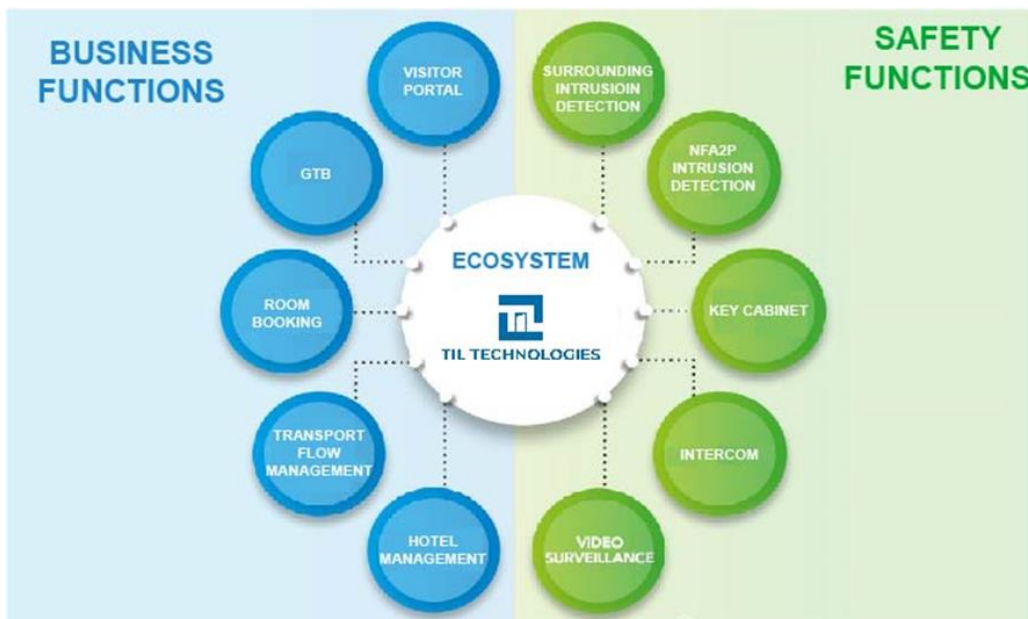 BUSINESS
FUNCTIONS
SAFETY
FUNCTIONS
VISITOR
PORTAL
GTB
ROOM
BOOKING
TRANSPORT
FLOW
MANAGEMENT
HOTEL
MANAGEMENT
ECOSYSTEM
TIL
TIL TECHNOLOGIES
SURROUNDING
INTRUSIOIN
DETECTION
NFA2P
INTRUSION
DETECTION
KEY CABINET
INTERCOM
VIDEO
SURVEILLANCE